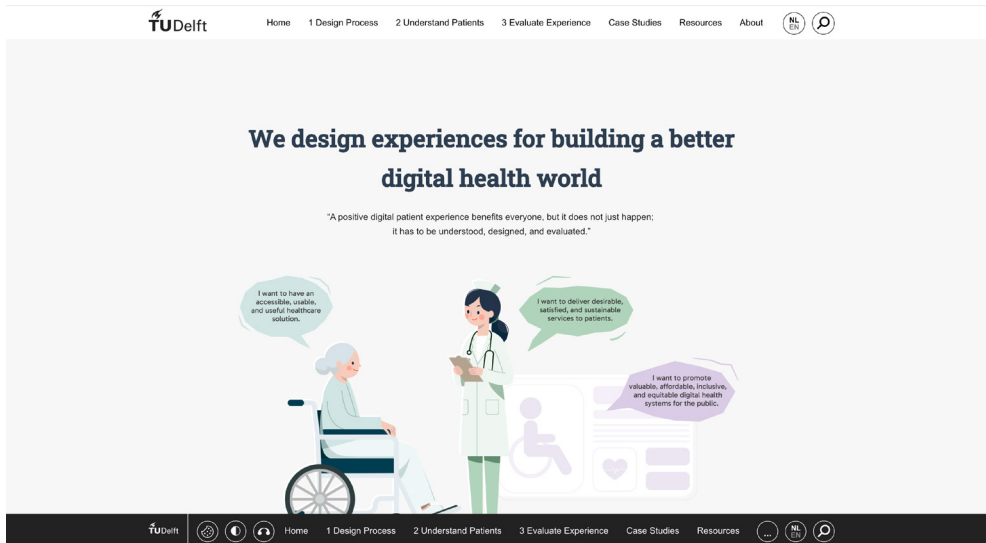 TUDelft
Home 1 Design Process 2 Understand Patients 3 Evaluate Experience Case Studies Resources About NL
EN
We design experiences for building a better
digital health world
"A positive digital patient experience benefits everyone, but it does not just happen;
it has to be understood, designed, and evaluated."
I want to have an
accessible, usable,
and useful healthcare
solution.
I want to deliver desirable,
satisfied, and sustainable
services to patients.
I want to promote
valuable, affordable, inclusive,
and equitable digital health
systems for the public.
TUDelft Home 1 Design Process 2 Understand Patients 3 Evaluate Experience Case Studies Resources ... NL
EN